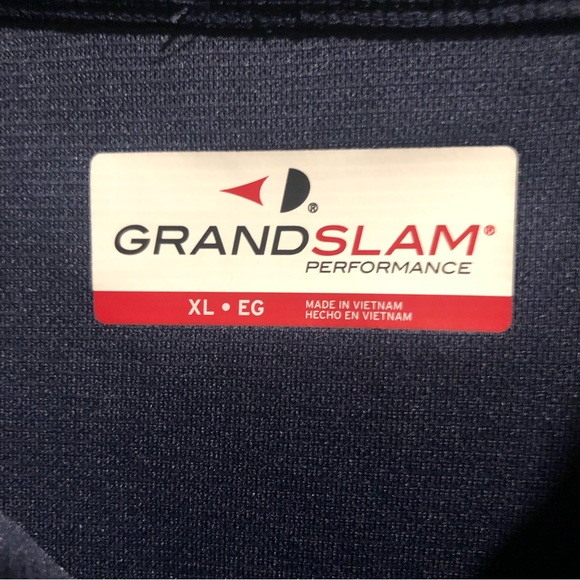 GRANDSLAM®
PERFORMANCE
XL • EG
MADE IN VIETNAM
HECHO EN VIETNAM